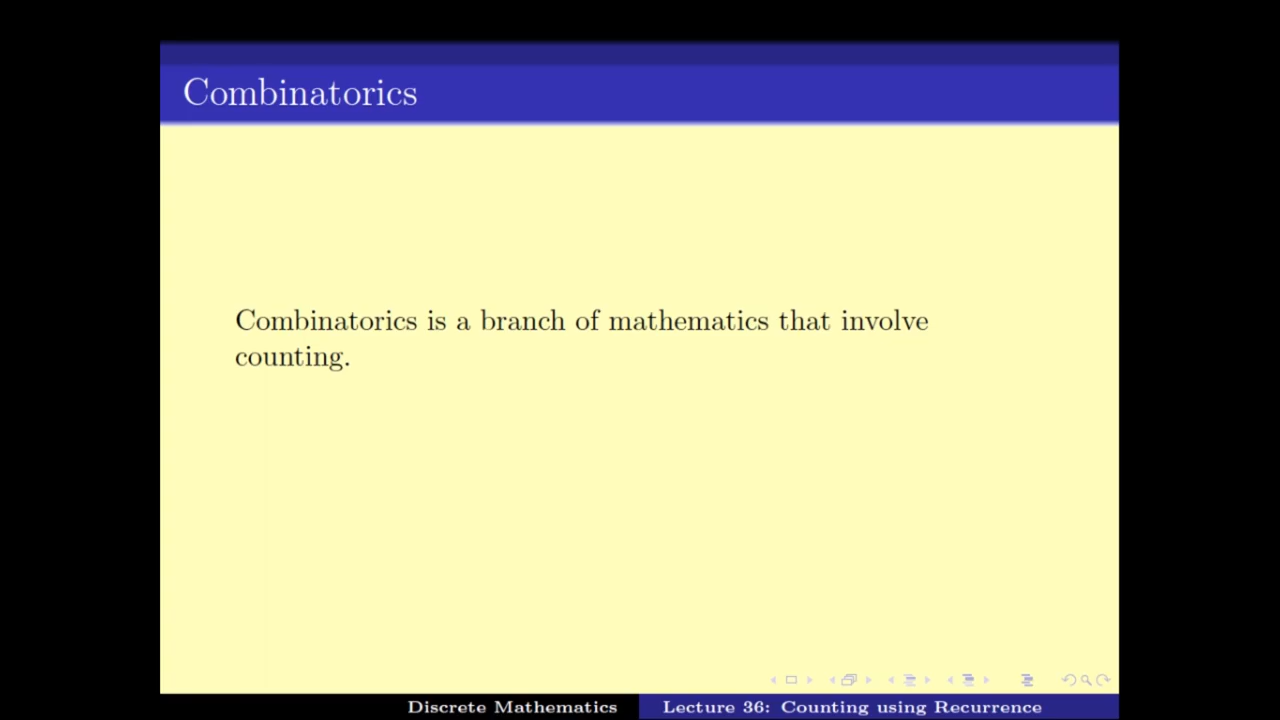 Combinatorics
Combinatorics is a branch of mathematics that involve
counting.
Discrete Mathematics
Lecture 36: Counting using Recurrence